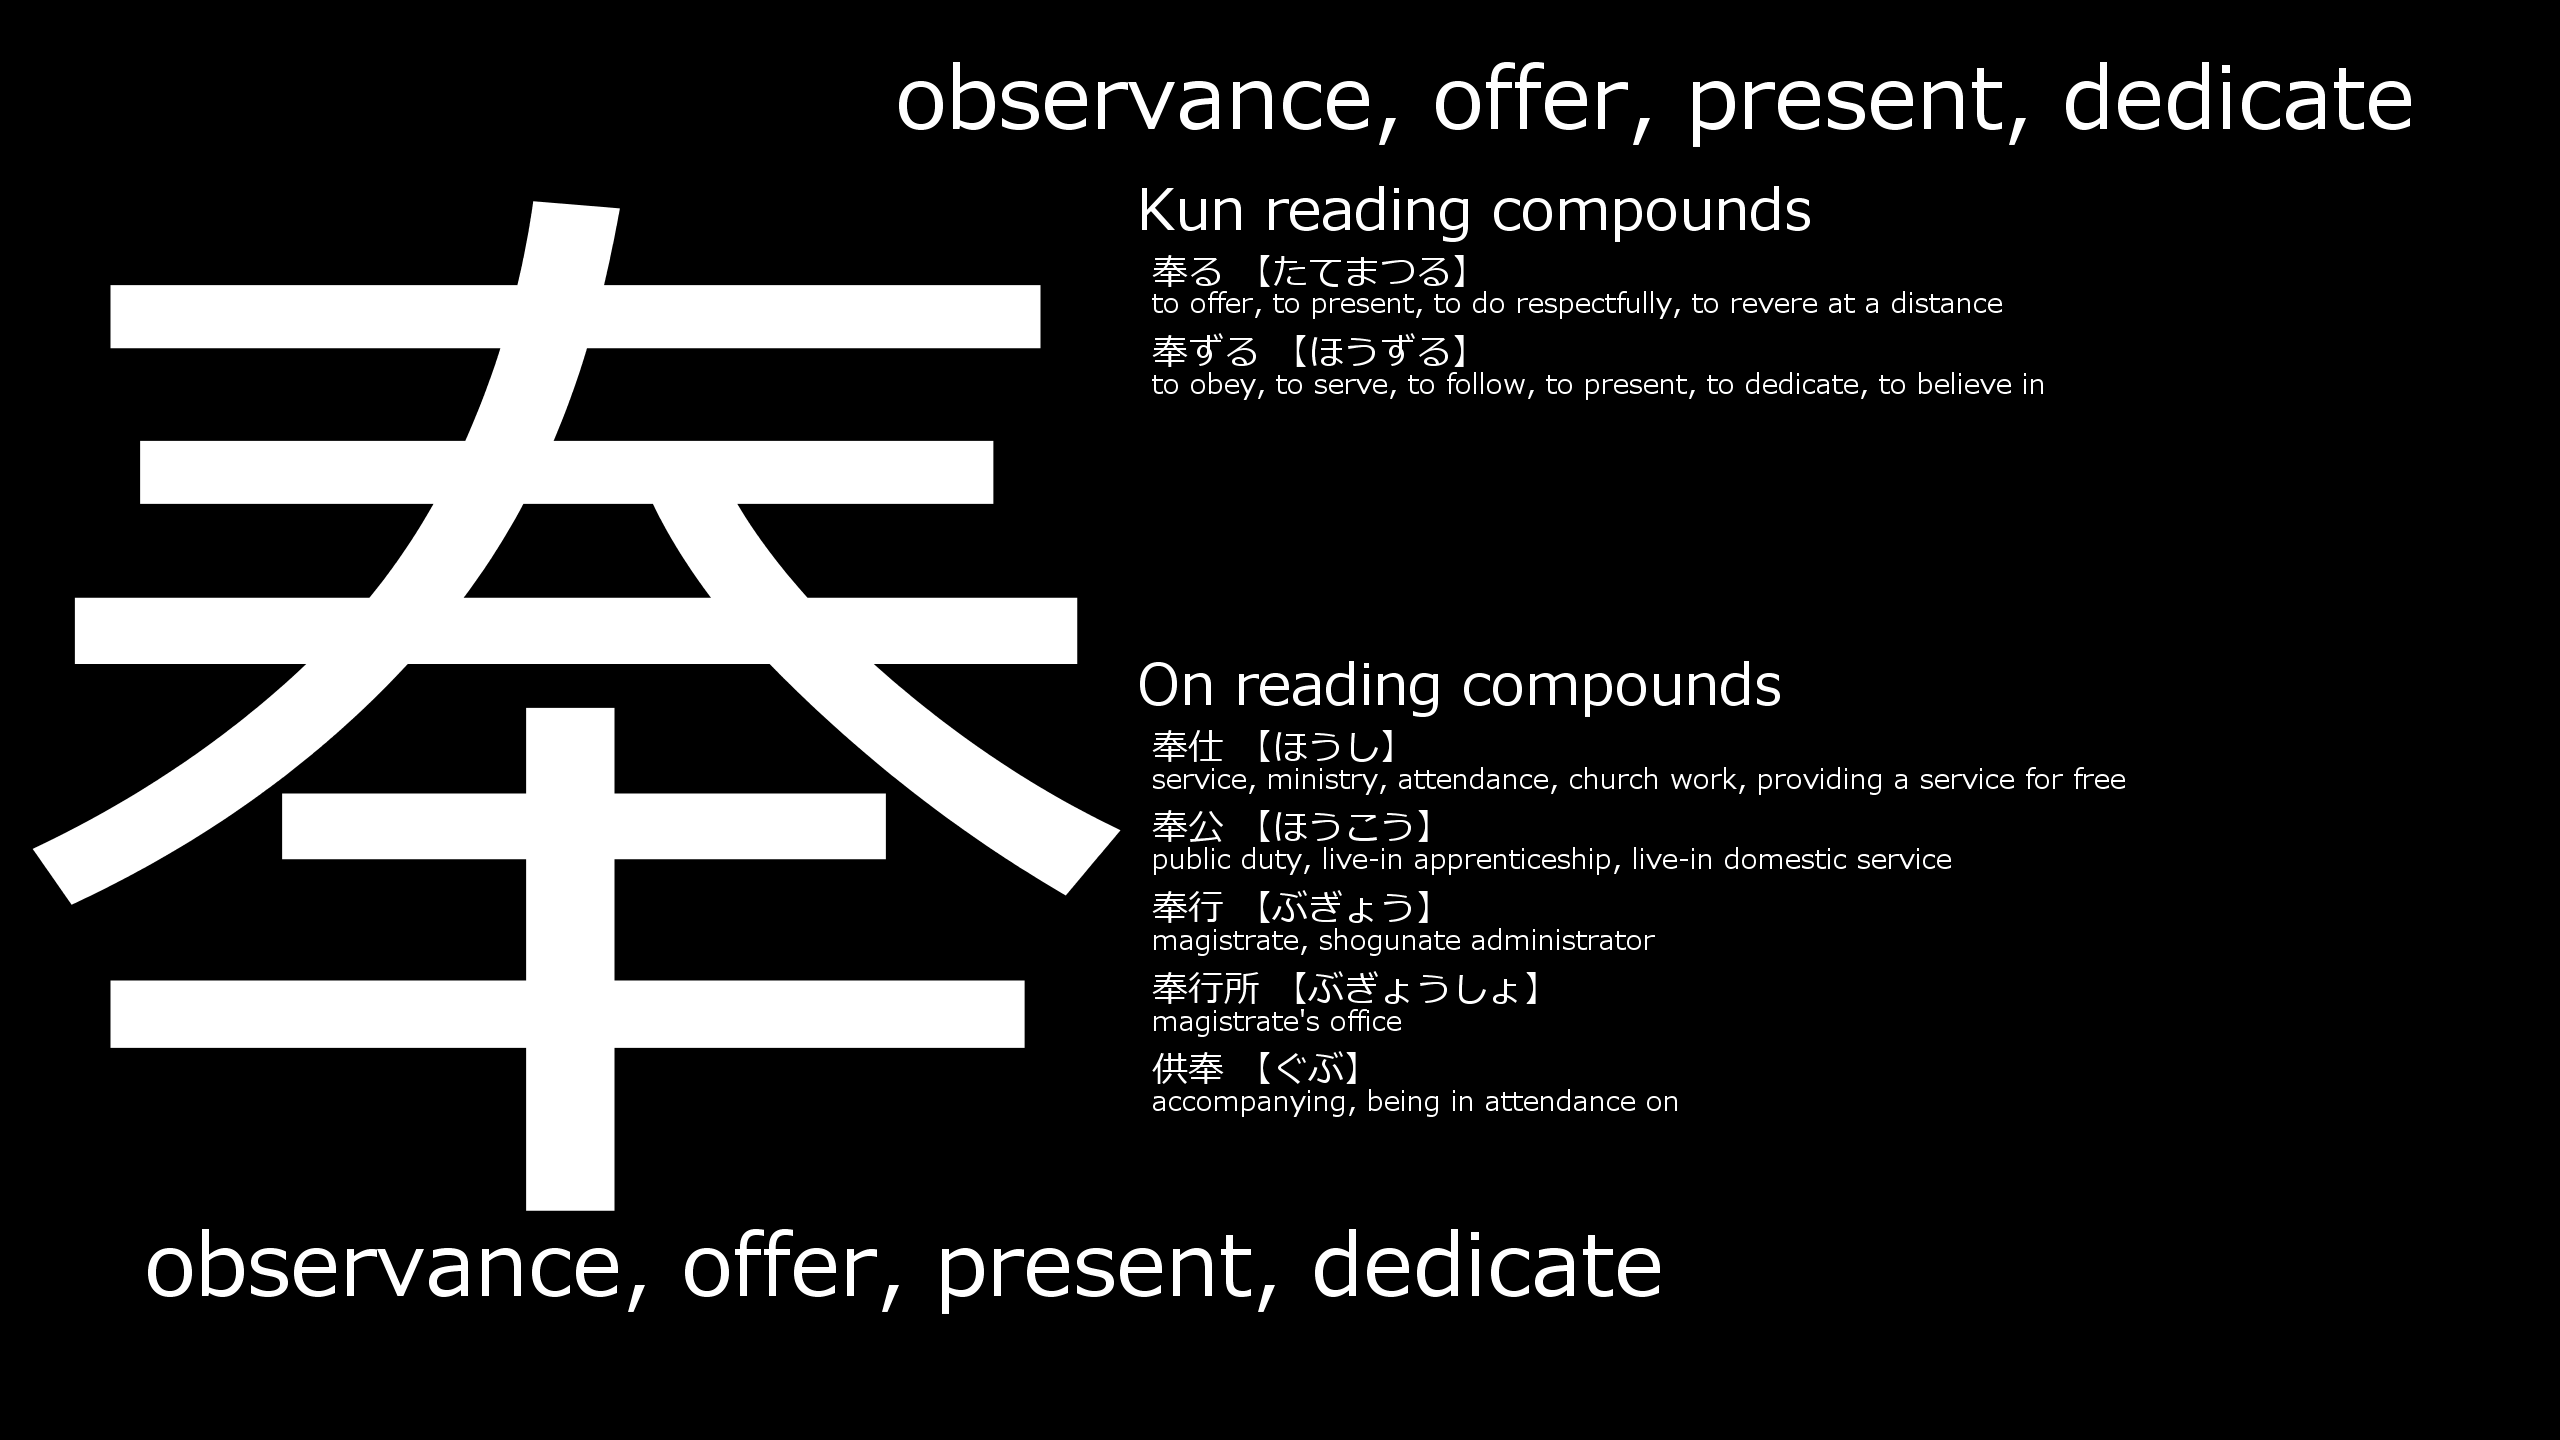 observance, offer, present, dedicate
奉
Kun reading compounds
奉る 【たてまつる】
to offer, to present, to do respectfully, to revere at a distance
奉ずる 【ほうずる】
to obey, to serve, to follow, to present, to dedicate, to believe in
On reading compounds
奉仕 【ほうし】
service, ministry, attendance, church work, providing a service for free
奉公 【ほうこう】
public duty, live-in apprenticeship, live-in domestic service
奉行 【ぶぎょう】
magistrate, shogunate administrator
奉行所 【ぶぎょうしょ】
magistrate's office
供奉 【ぐぶ】
accompanying, being in attendance on
observance, offer, present, dedicate